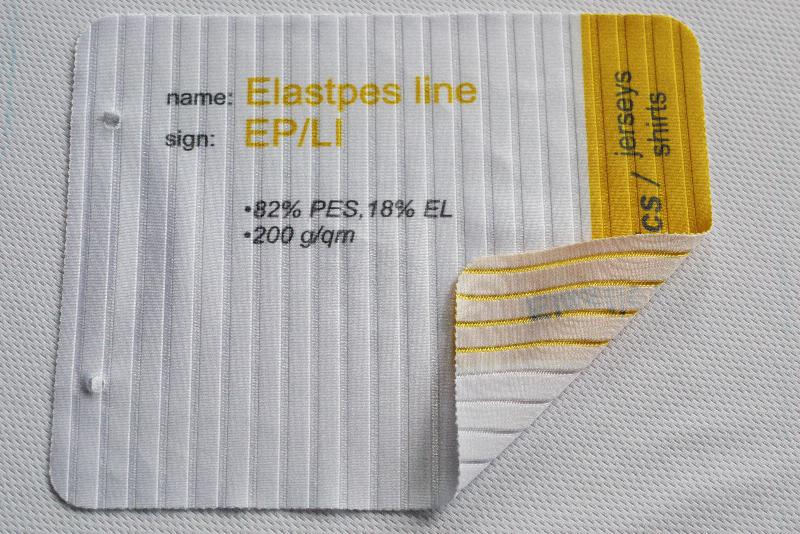 name: Elastpes line
sign: EP/LI
•82% PES,18% EL
•200 g/qm
cs / jerseys
shirts